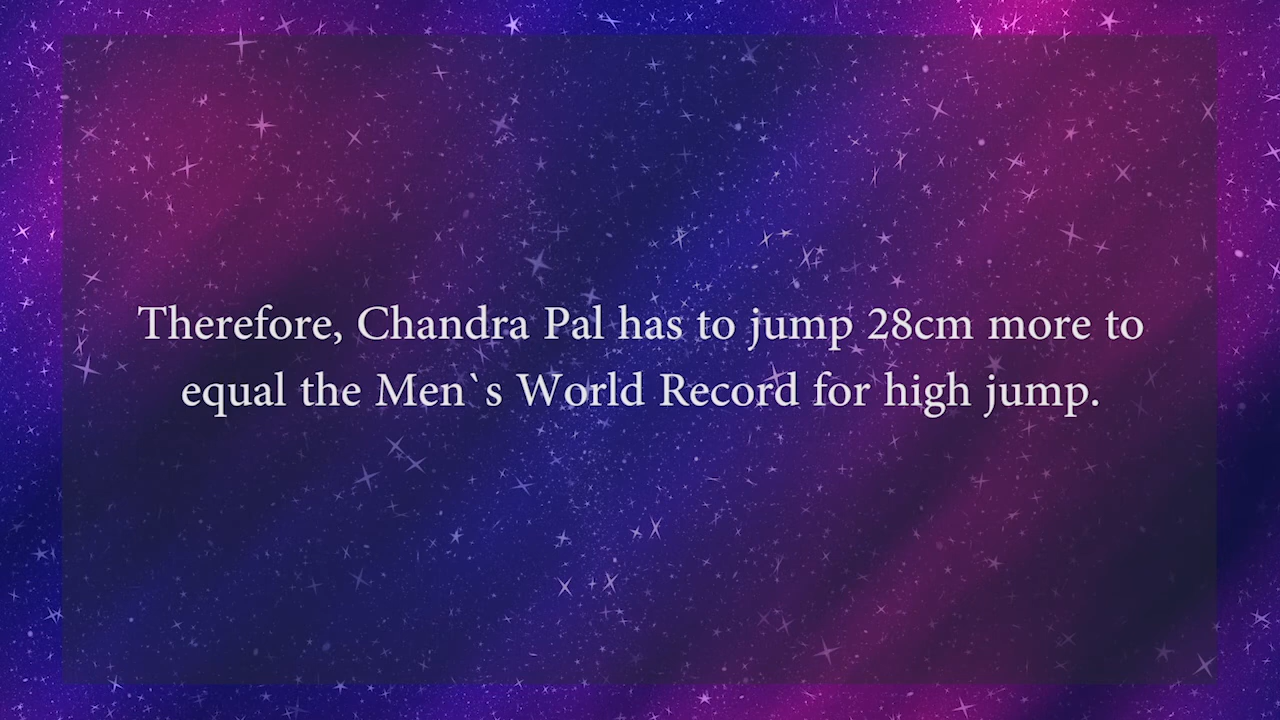 Therefore, Chandra Pal has to jump 28cm more to
equal the Men`s World Record for high jump.